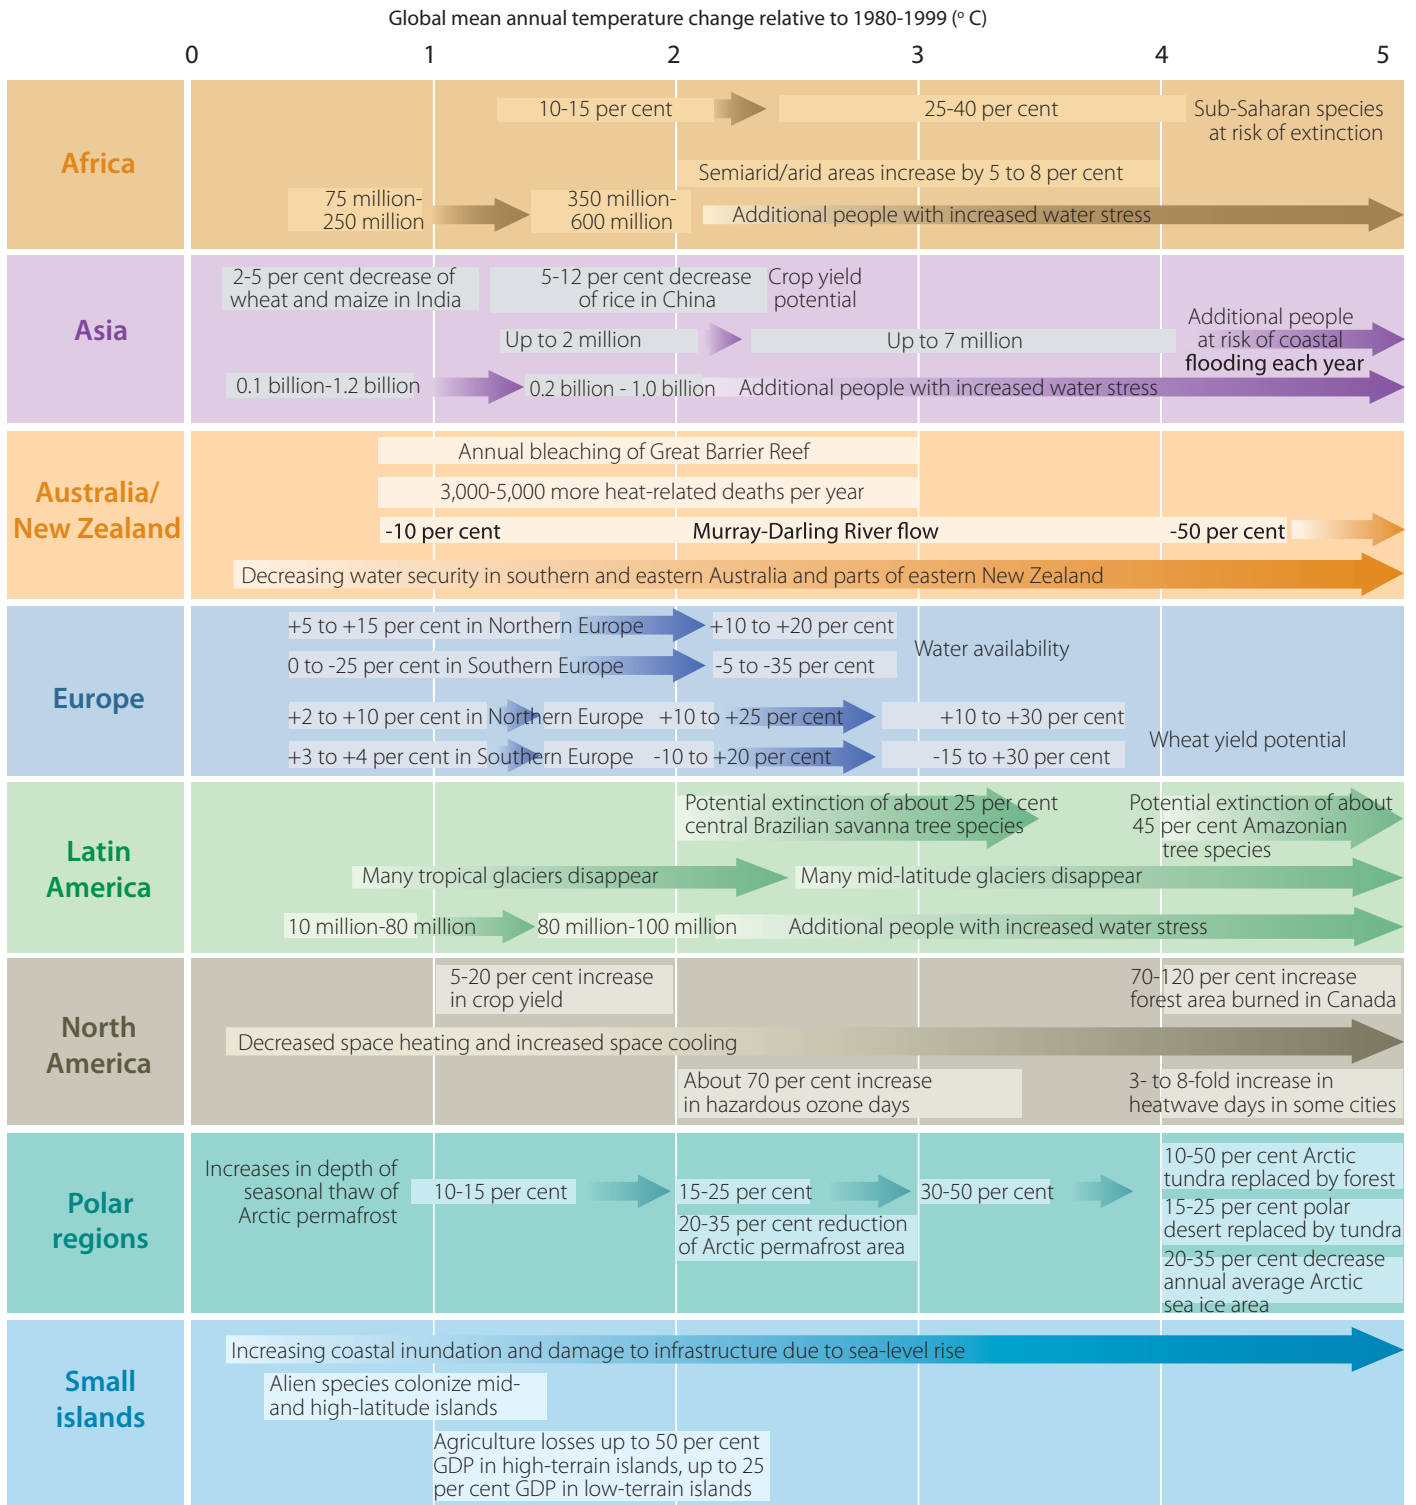 Global mean annual temperature change relative to 1980-1999 (º C)
0 1 2 3 4 5
Africa
10-15 per cent
25-40 per cent
Sub-Saharan species
at risk of extinction
Semiarid/arid areas increase by 5 to 8 per cent
75 million-
250 million
350 million-
600 million
Additional people with increased water stress
Asia
2-5 per cent decrease of
wheat and maize in India
5-12 per cent decrease
of rice in China
Crop yield
potential
Up to 2 million
Up to 7 million
Additional people
at risk of coastal
flooding each year
0.1 billion-1.2 billion
0.2 billion - 1.0 billion
Additional people with increased water stress
Australia/
New Zealand
Annual bleaching of Great Barrier Reef
3,000-5,000 more heat-related deaths per year
-10 per cent
Murray-Darling River flow
-50 per cent
Decreasing water security in southern and eastern Australia and parts of eastern New Zealand
Europe
+5 to +15 per cent in Northern Europe
+10 to +20 per cent
Water availability
0 to -25 per cent in Southern Europe
-5 to -35 per cent
+2 to +10 per cent in Northern Europe
+10 to +25 per cent
+10 to +30 per cent
Wheat yield potential
+3 to +4 per cent in Southern Europe
-10 to +20 per cent
-15 to +30 per cent
Latin
America
Potential extinction of about 25 per cent
central Brazilian savanna tree species
Potential extinction of about
45 per cent Amazonian
tree species
Many tropical glaciers disappear
Many mid-latitude glaciers disappear
10 million-80 million
80 million-100 million
Additional people with increased water stress
North
America
5-20 per cent increase
in crop yield
70-120 per cent increase
forest area burned in Canada
Decreased space heating and increased space cooling
About 70 per cent increase
in hazardous ozone days
3- to 8-fold increase in
heatwave days in some cities
Polar
regions
Increases in depth of
seasonal thaw of
Arctic permafrost
10-15 per cent
15-25 per cent
30-50 per cent
20-35 per cent reduction
of Arctic permafrost area
10-50 per cent Arctic
tundra replaced by forest
15-25 per cent polar
desert replaced by tundra
20-35 per cent decrease
annual average Arctic
sea ice area
Small
islands
Increasing coastal inundation and damage to infrastructure due to sea-level rise
Alien species colonize mid-
and high-latitude islands
Agriculture losses up to 50 per cent
GDP in high-terrain islands, up to 25
per cent GDP in low-terrain islands